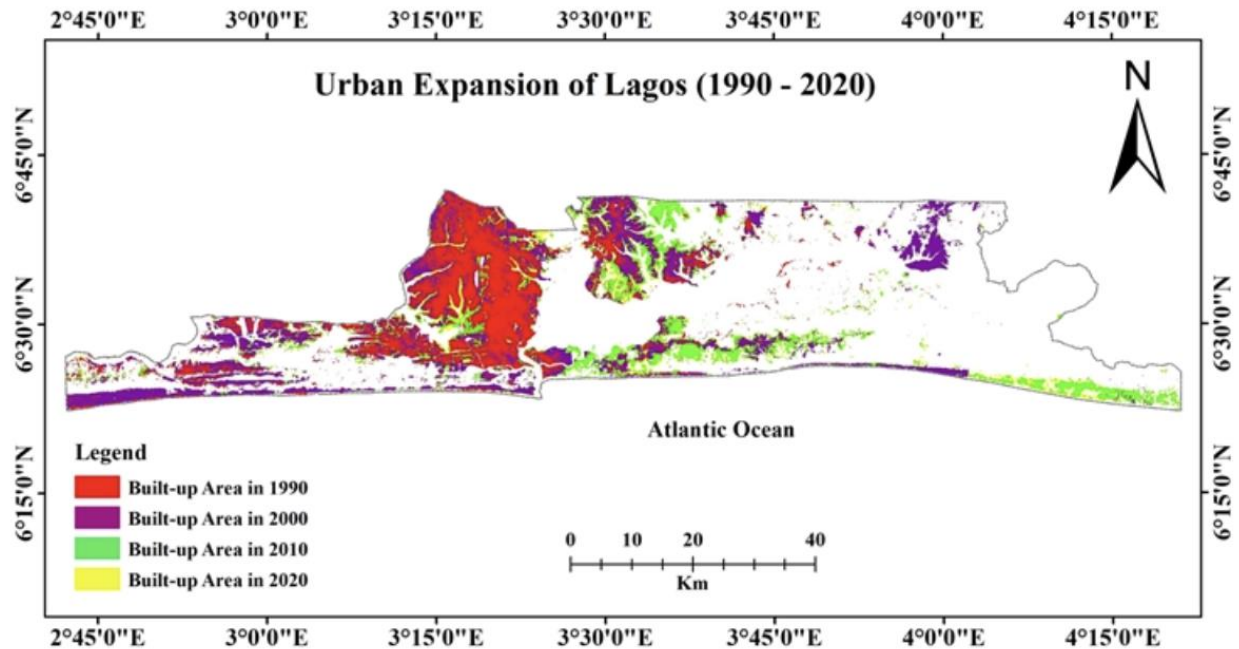 2°45'0"E 3°0'0"E 3°15'0"E 3°30'0"E 3°45'0"E 4°0'0"E 4°15'0"E
Urban Expansion of Lagos (1990 - 2020)
N
6°45'0"N 6°45'0"N
6°30'0"N 6°30'0"N
Atlantic Ocean
Legend
Built-up Area in 1990
Built-up Area in 2000
Built-up Area in 2010
Built-up Area in 2020
6°15'0"N 6°15'0"N
0 10 20 40
Km
2°45'0"E 3°0'0"E 3°15'0"E 3°30'0"E 3°45'0"E 4°0'0"E 4°15'0"E